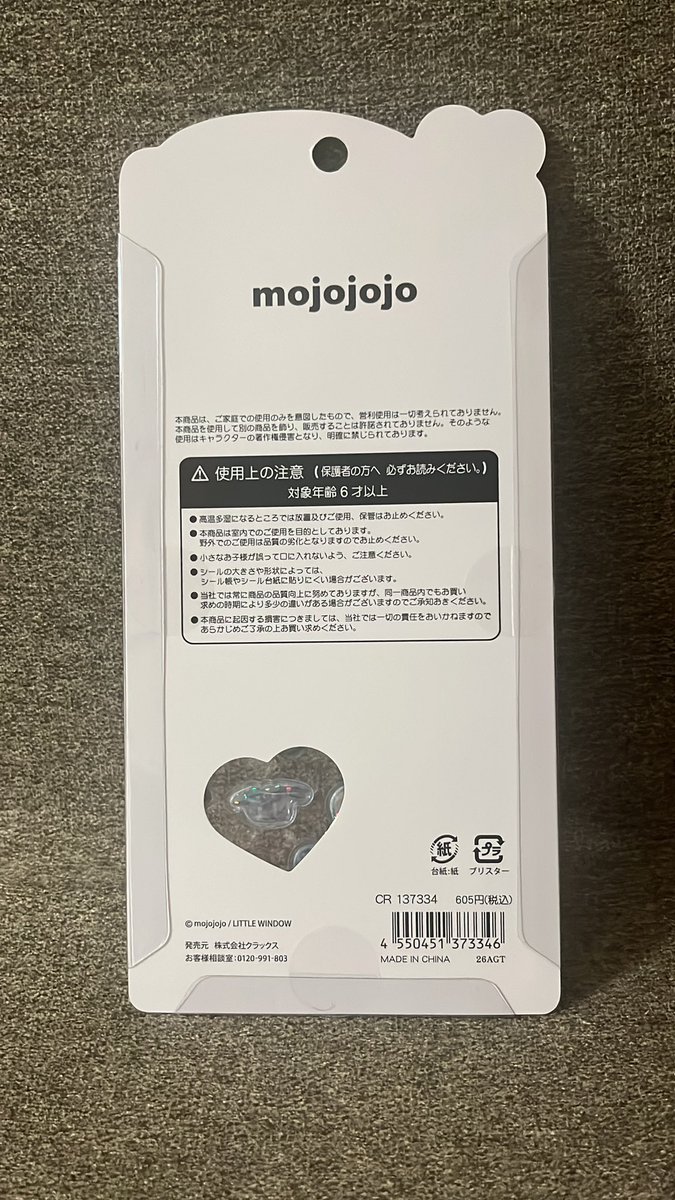 mojojojo
本商品は、ご家庭での使用のみを意図したもので、営利使用は一切考えられておりません。
本商品を使用して別の商品を飾り、販売することは許諾されておりません。そのような
使用はキャラクターの著作権侵害となり、明確に禁じられております。
⚠ 使用上の注意 (保護者の方へ 必ずお読みください。)
対象年齢6才以上
●高温多湿になるところでは放置及びご使用、保管はお止めください。
●本商品は室内でのご使用を目的としております。
野外でのご使用は品質の劣化となりますのでお止めください。
●小さなお子様が誤って口に入れないよう、ご注意ください。
●シールの大きさや形状によっては、
シール帳やシール台紙に貼りにくい場合がございます。
●当社では常に商品の品質向上に努めておりますが、同一商品内でもお買い
求めの時期により多少の違いがある場合がございますのでご承知おきください。
●本商品に起因する損害につきましては、当社では一切の責任をおいかねますので
あらかじめご了承の上お買い求めください。
紙 プラ
台紙:紙 ブリスター
CR 137334 605円(税込)
4 550451 373346
MADE IN CHINA 26AGT
© mojojojo / LITTLE WINDOW
発売元 株式会社クラックス
お客様相談室:0120-991-803